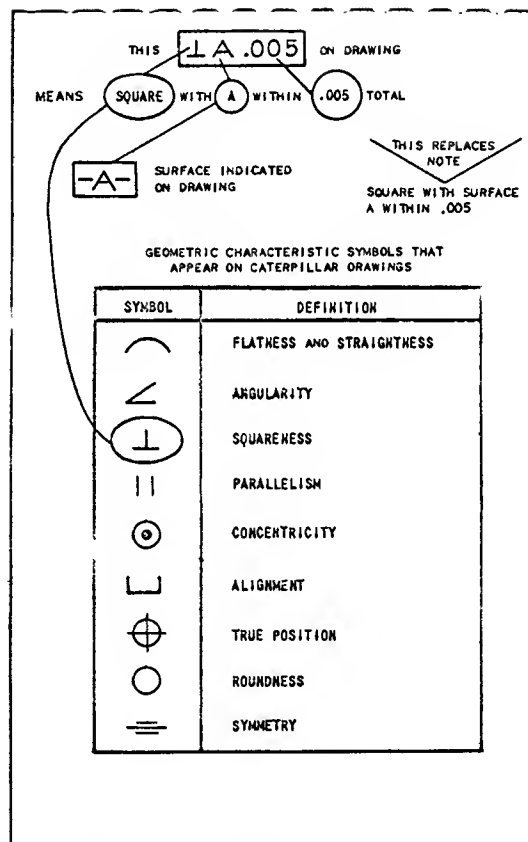 THIS ⊥ A .005 ON DRAWING
MEANS SQUARE WITH A WITHIN .005 TOTAL
-A- SURFACE INDICATED
ON DRAWING
THIS REPLACES
NOTE
SQUARE WITH SURFACE
A WITHIN .005
GEOMETRIC CHARACTERISTIC SYMBOLS THAT
APPEAR ON CATERPILLAR DRAWINGS
SYMBOL DEFINITION
FLATNESS AND STRAIGHTNESS
ANGULARITY
SQUARENESS
PARALLELISM
CONCENTRICITY
ALIGNMENT
TRUE POSITION
ROUNDNESS
SYMMETRY